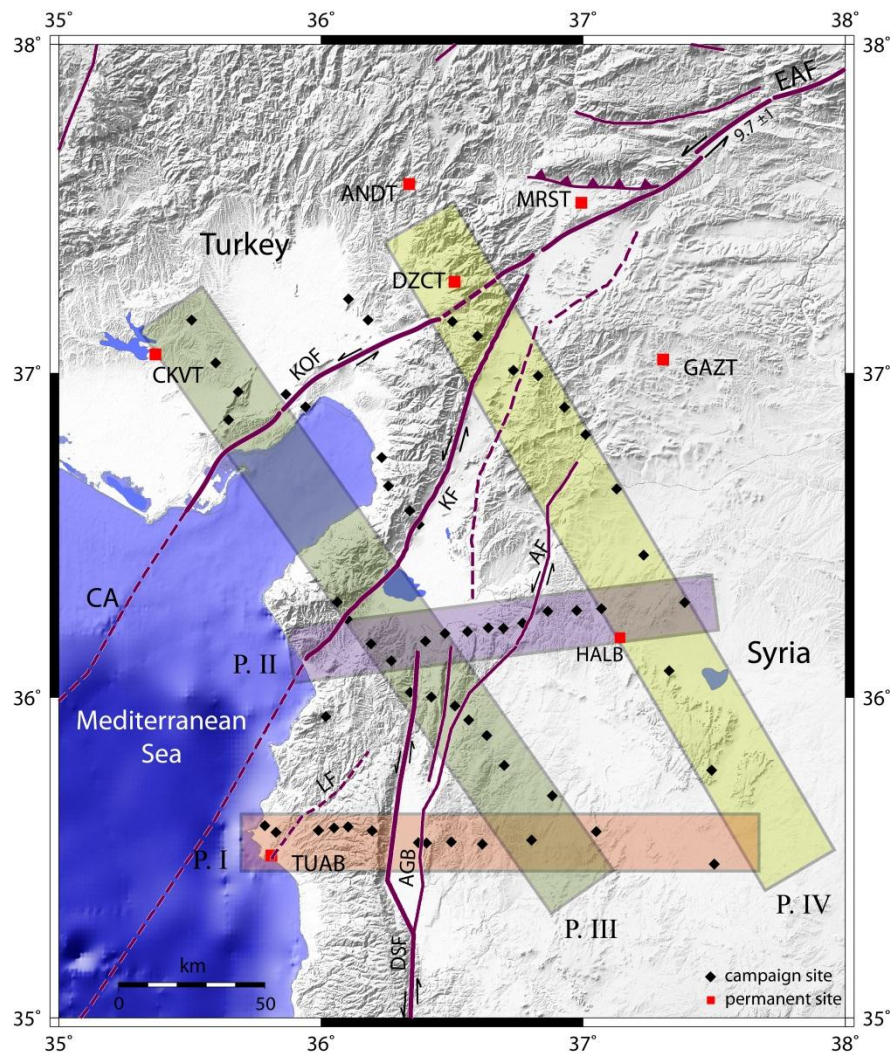 35°
36°
37°
38°
38°
38°
EAF
9.7 ±1
ANDT
MRST
Turkey
DZCT
37°
37°
CKVT
KOF
GAZT
KF
AF
CA
P. II
HALB
Syria
36°
36°
Mediterranean
Sea
LF
P. I
TUAB
AGB
P. III
P. IV
DSF
km
0
50
campaign site
permanent site
35°
35°
35°
36°
37°
38°